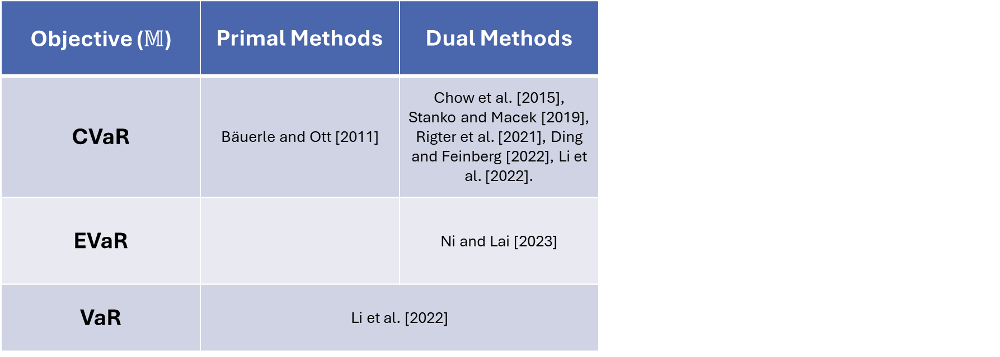 Objective (𝕄)
Primal Methods
Dual Methods
CVaR
Bäuerle and Ott [2011]
Chow et al. [2015],
Stanko and Macek [2019],
Rigter et al. [2021], Ding
and Feinberg [2022], Li et
al. [2022].
EVaR
Ni and Lai [2023]
VaR
Li et al. [2022]